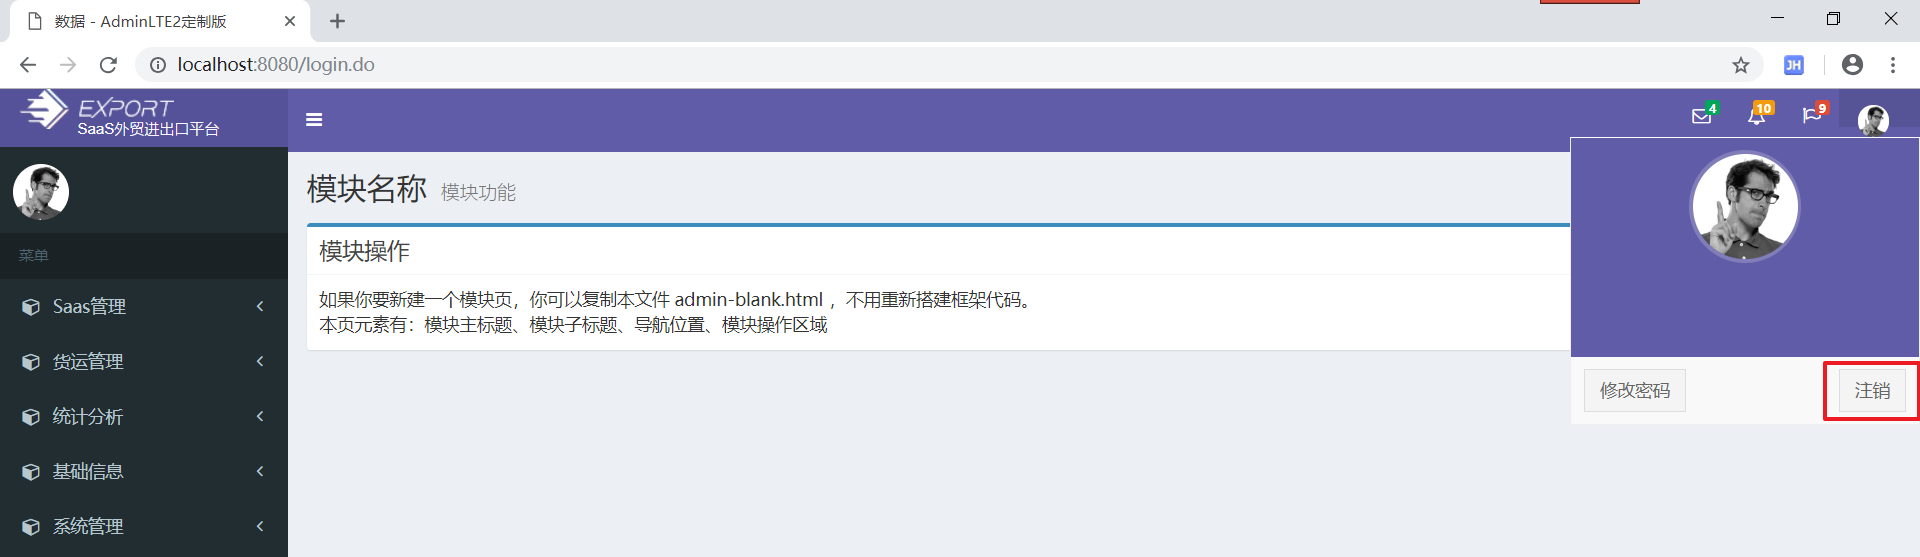 数据 - AdminLTE2定制版
localhost:8080/login.do
JH
EXPORT
SaaS外贸进出口平台
4
10
9
菜单
Saas管理
货运管理
统计分析
基础信息
系统管理
模块名称 模块功能
模块操作
如果你要新建一个模块页，你可以复制本文件 admin-blank.html ，不用重新搭建框架代码。
本页元素有：模块主标题、模块子标题、导航位置、模块操作区域
修改密码
注销